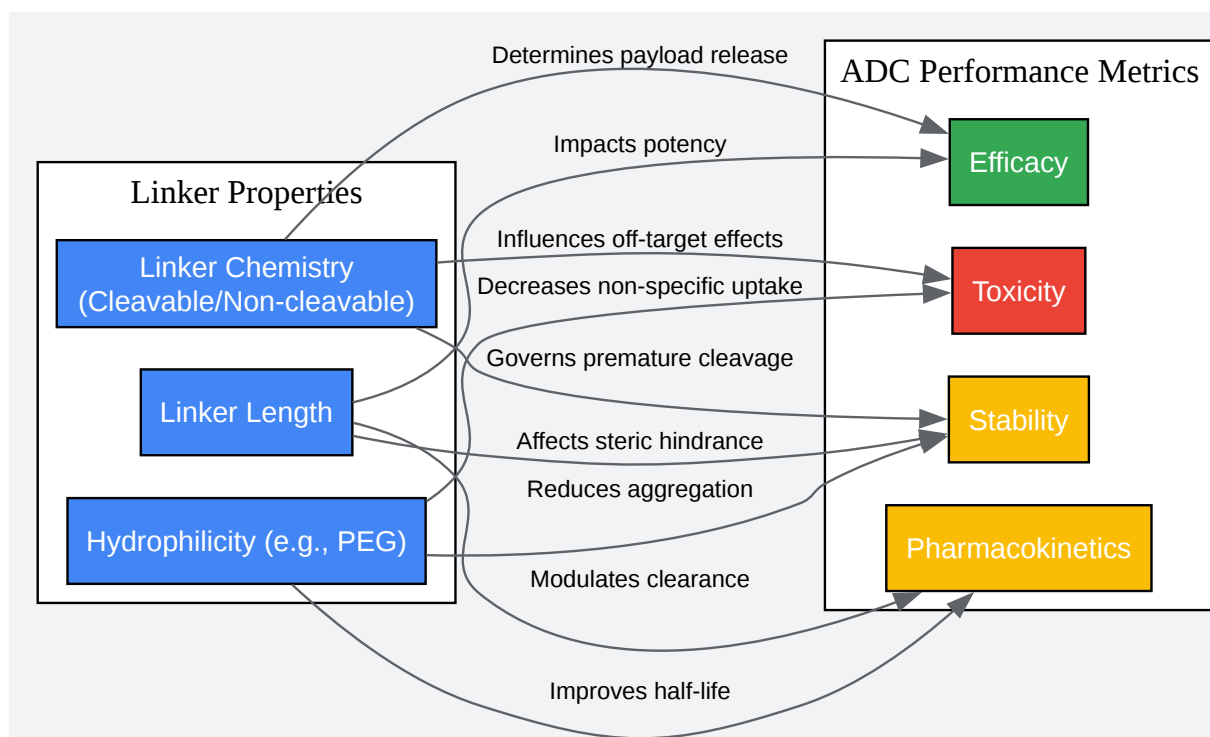 Determines payload release
ADC Performance Metrics
Impacts potency
Efficacy
Linker Properties
Influences off-target effects
Linker Chemistry
(Cleavable/Non-cleavable)
Decreases non-specific uptake
Toxicity
Governs premature cleavage
Linker Length
Stability
Affects steric hindrance
Reduces aggregation
Hydrophilicity (e.g., PEG)
Pharmacokinetics
Modulates clearance
Improves half-life